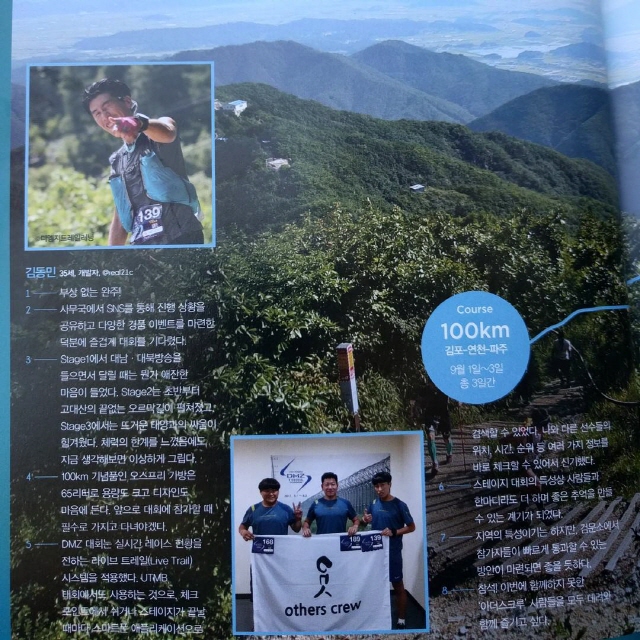 139
디엠지트레일러닝
김동민 35세, 개발자, @real21c
1 부상 없는 완주!
2 사무국에서 SNS를 통해 진행 상황을
공유하고 다양한 경품 이벤트를 마련한
덕분에 즐겁게 대회를 기다렸다.
3 Stage1에서 대남·대북방송을
들으면서 달릴 때는 뭔가 애잔한
마음이 들었다. Stage2는 초반부터
고대산의 끝없는 오르막길이 펼쳐졌고,
Stage3에서는 뜨거운 태양과의 싸움이
힘겨웠다. 체력의 한계를 느꼈음에도,
지금 생각해보면 이상하게 그립다.
4 100km 기념품인 오스프리 가방은
65리터로 용량도 크고 디자인도
마음에 든다. 앞으로 대회에 참가할 때
필수로 가지고 다녀야겠다.
5 DMZ 대회는 실시간 레이스 현황을
전하는 라이브 트레일(Live Trail)
시스템을 적용했다. UTMB
대회에서도 사용하는 것으로, 체크
포인트에서 쉬거나 스테이지가 끝날
때마다 스마트폰 애플리케이션으로
Course
100km
김포-연천-파주
9월 1일~3일
총 3일간
DMZ
169
189
139
others crew
검색할 수 있었다. 나와 다른 선수들의
위치, 시간, 순위 등 여러 가지 정보를
바로 체크할 수 있어서 신기했다.
6 스테이지 대회의 특성상 사람들과
한마디라도 더 하며 좋은 추억을 만들
수 있는 계기가 되었다.
7 지역의 특성이기는 하지만, 검문소에서
참가자들이 빠르게 통과할 수 있는
방안이 마련되면 좋을 듯하다.
8 참석! 이번에 함께하지 못한
'아더스크루' 사람들을 모두 데려와
함께 즐기고 싶다.